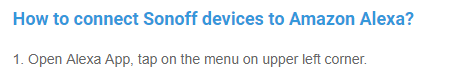 How to connect Sonoff devices to Amazon Alexa?
1. Open Alexa App, tap on the menu on upper left corner.